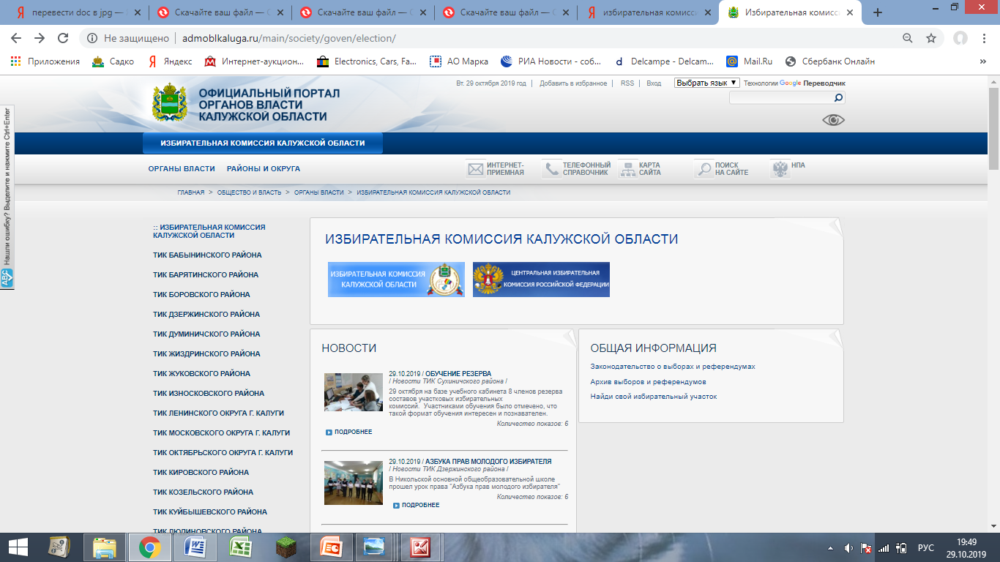 перевести doc в jpg —
Скачайте ваш файл — С
Скачайте ваш файл — С
Скачайте ваш файл — С
избирательная комисси
Избирательная комисс
Не защищено
admoblkaluga.ru/main/society/goven/election/
Приложения
Садко
Яндекс
Интернет-аукцион...
Electronics, Cars, Fa...
АО Марка
РИА Новости - соб...
Delcampe - Delcam...
Mail.Ru
Сбербанк Онлайн
Вт. 29 октября 2019 год | Добавить в избранное | RSS | Вход
Выбрать язык ▼
Технологии Google Переводчик
ОФИЦИАЛЬНЫЙ ПОРТАЛ
ОРГАНОВ ВЛАСТИ
КАЛУЖСКОЙ ОБЛАСТИ
Нашли ошибку? Выделите и нажмите Ctrl+Enter
ABC
ИЗБИРАТЕЛЬНАЯ КОМИССИЯ КАЛУЖСКОЙ ОБЛАСТИ
ОРГАНЫ ВЛАСТИ
РАЙОНЫ И ОКРУГА
ИНТЕРНЕТ-
ПРИЕМНАЯ
ТЕЛЕФОННЫЙ
СПРАВОЧНИК
КАРТА
САЙТА
ПОИСК
НА САЙТЕ
НПА
ГЛАВНАЯ > ОБЩЕСТВО И ВЛАСТЬ > ОРГАНЫ ВЛАСТИ > ИЗБИРАТЕЛЬНАЯ КОМИССИЯ КАЛУЖСКОЙ ОБЛАСТИ
:: ИЗБИРАТЕЛЬНАЯ КОМИССИЯ
КАЛУЖСКОЙ ОБЛАСТИ
ТИК БАБЫНИНСКОГО РАЙОНА
ТИК БАРЯТИНСКОГО РАЙОНА
ТИК БОРОВСКОГО РАЙОНА
ТИК ДЗЕРЖИНСКОГО РАЙОНА
ТИК ДУМИНИЧСКОГО РАЙОНА
ТИК ЖИЗДРИНСКОГО РАЙОНА
ТИК ЖУКОВСКОГО РАЙОНА
ТИК ИЗНОСКОВСКОГО РАЙОНА
ТИК ЛЕНИНСКОГО ОКРУГА Г. КАЛУГИ
ТИК МОСКОВСКОГО ОКРУГА Г. КАЛУГИ
ТИК ОКТЯБРЬСКОГО ОКРУГА Г. КАЛУГИ
ТИК КИРОВСКОГО РАЙОНА
ТИК КОЗЕЛЬСКОГО РАЙОНА
ТИК КУЙБЫШЕВСКОГО РАЙОНА
ТИК ЛЮДИНОВСКОГО РАЙОНА
ИЗБИРАТЕЛЬНАЯ КОМИССИЯ КАЛУЖСКОЙ ОБЛАСТИ
ИЗБИРАТЕЛЬНАЯ КОМИССИЯ
КАЛУЖСКОЙ ОБЛАСТИ
ЦЕНТРАЛЬНАЯ ИЗБИРАТЕЛЬНАЯ
КОМИССИЯ РОССИЙСКОЙ ФЕДЕРАЦИИ
НОВОСТИ
29.10.2019 / ОБУЧЕНИЕ РЕЗЕРВА
/ Новости ТИК Сухиничского района /
29 октября на базе учебного кабинета 8 членов резерва
составов участковых избирательных
комиссий. Участниками обучения было отмечено, что
такой формат обучения интересен и познавателен.
Количество показов: 6
ПОДРОБНЕЕ
29.10.2019 / АЗБУКА ПРАВ МОЛОДОГО ИЗБИРАТЕЛЯ
/ Новости ТИК Дзержинского района /
В Никольской основной общеобразовательной школе
прошел урок права "Азбука прав молодого избирателя"
Количество показов: 6
ПОДРОБНЕЕ
ОБЩАЯ ИНФОРМАЦИЯ
Законодательство о выборах и референдумах
Архив выборов и референдумов
Найди свой избирательный участок
РУС
19:49
29.10.2019